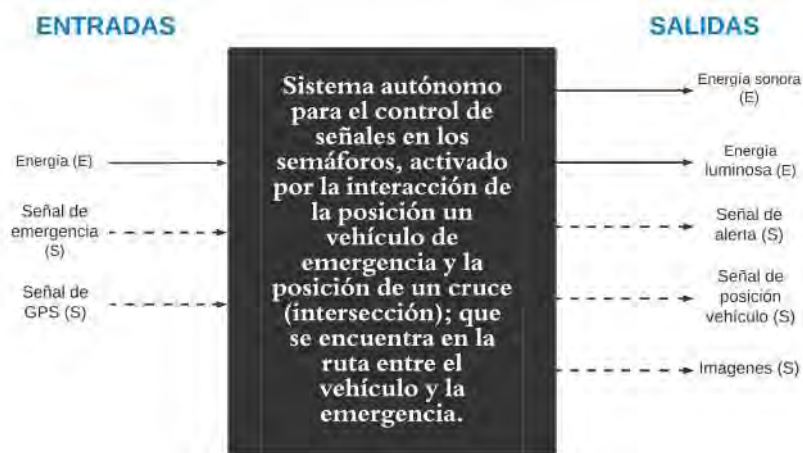 ENTRADAS
SALIDAS
Energía (E)
Señal de
emergencia
(S)
Señal de
GPS (S)
Sistema autónomo
para el control de
señales en los
semáforos, activado
por la interacción de
la posición un
vehículo de
emergencia y la
posición de un cruce
(intersección); que
se encuentra en la
ruta entre el
vehículo y la
emergencia.
Energía sonora
(E)
Energía
luminosa (E)
Señal de
alerta (S)
Señal de
posición
vehículo (S)
Imagenes (S)